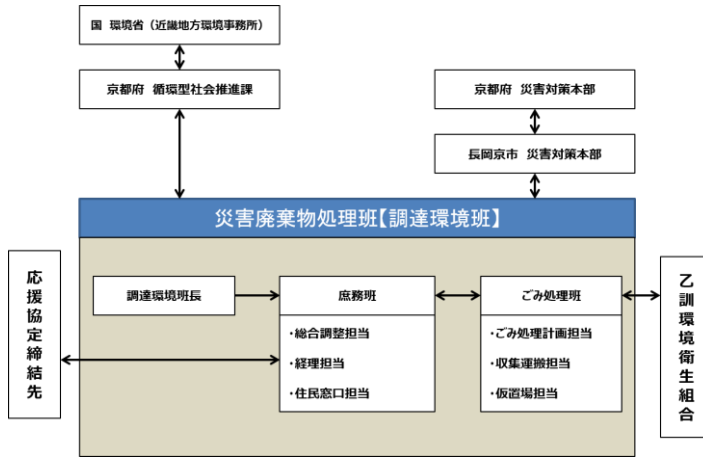 国 環境省（近畿地方環境事務所）
京都府 循環型社会推進課
京都府 災害対策本部
長岡京市 災害対策本部
災害廃棄物処理班【調達環境班】
応援協定締結先
調達環境班長
庶務班
・総合調整担当
・経理担当
・住民窓口担当
ごみ処理班
・ごみ処理計画担当
・収集運搬担当
・仮置場担当
乙訓環境衛生組合